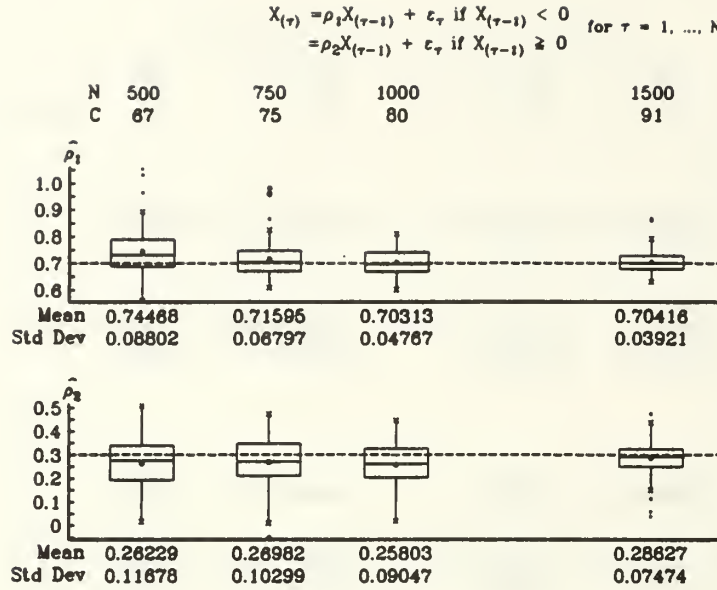 X(τ) =ρ1X(τ-1) + ετ if X(τ-1) < 0
=ρ2X(τ-1) + ετ if X(τ-1) ≥ 0 for τ = 1, ..., N
N 500 750 1000 1500
C 67 75 80 91
ρ̂1
1.0
0.9
0.8
0.7
0.6
Mean 0.74468 0.71595 0.70313 0.70416
Std Dev 0.08802 0.06797 0.04767 0.03921
ρ̂2
0.5
0.4
0.3
0.2
0.1
0
Mean 0.26229 0.26982 0.25803 0.28827
Std Dev 0.11678 0.10299 0.09047 0.07474